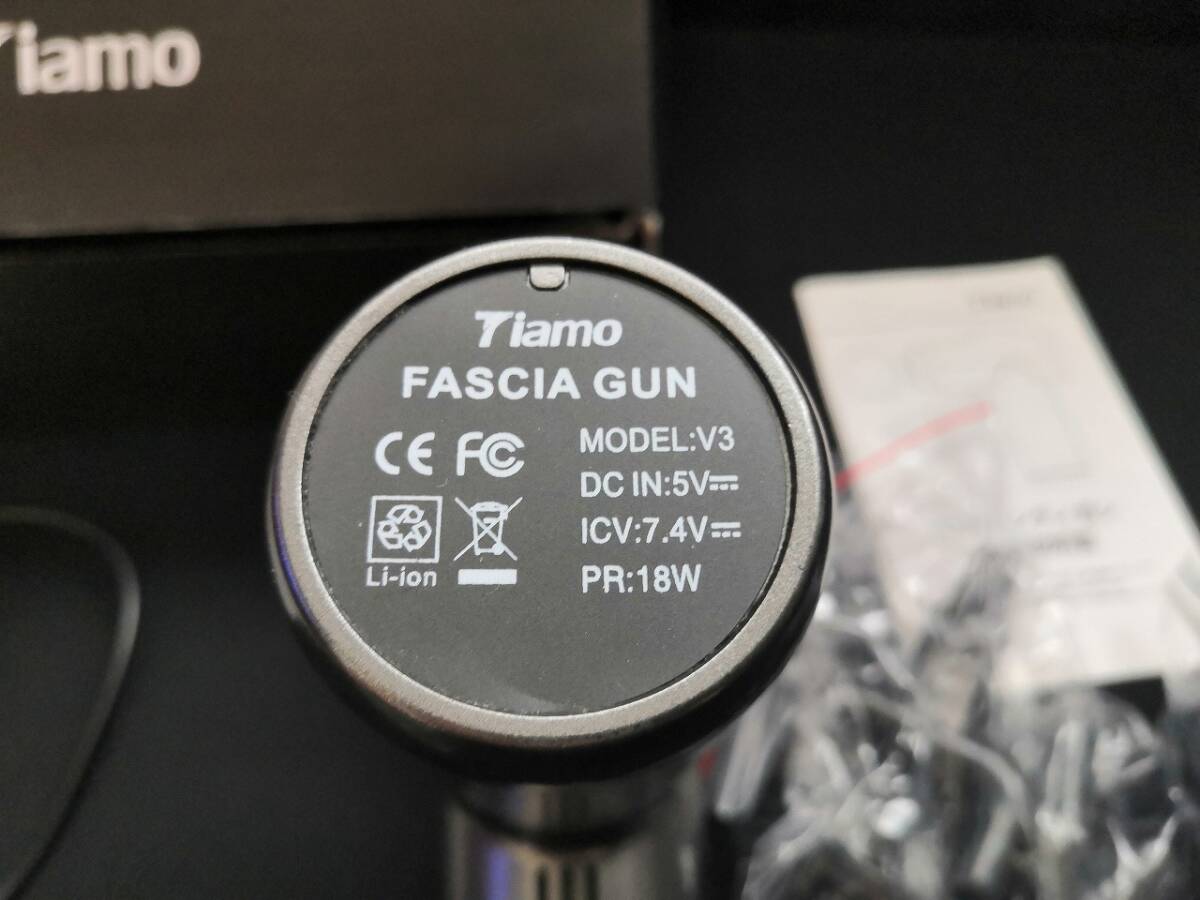 Tiamo
Tiamo
FASCIA GUN
CE FC
MODEL:V3
DC IN:5V⎓
ICV:7.4V⎓
PR:18W
Li-ion